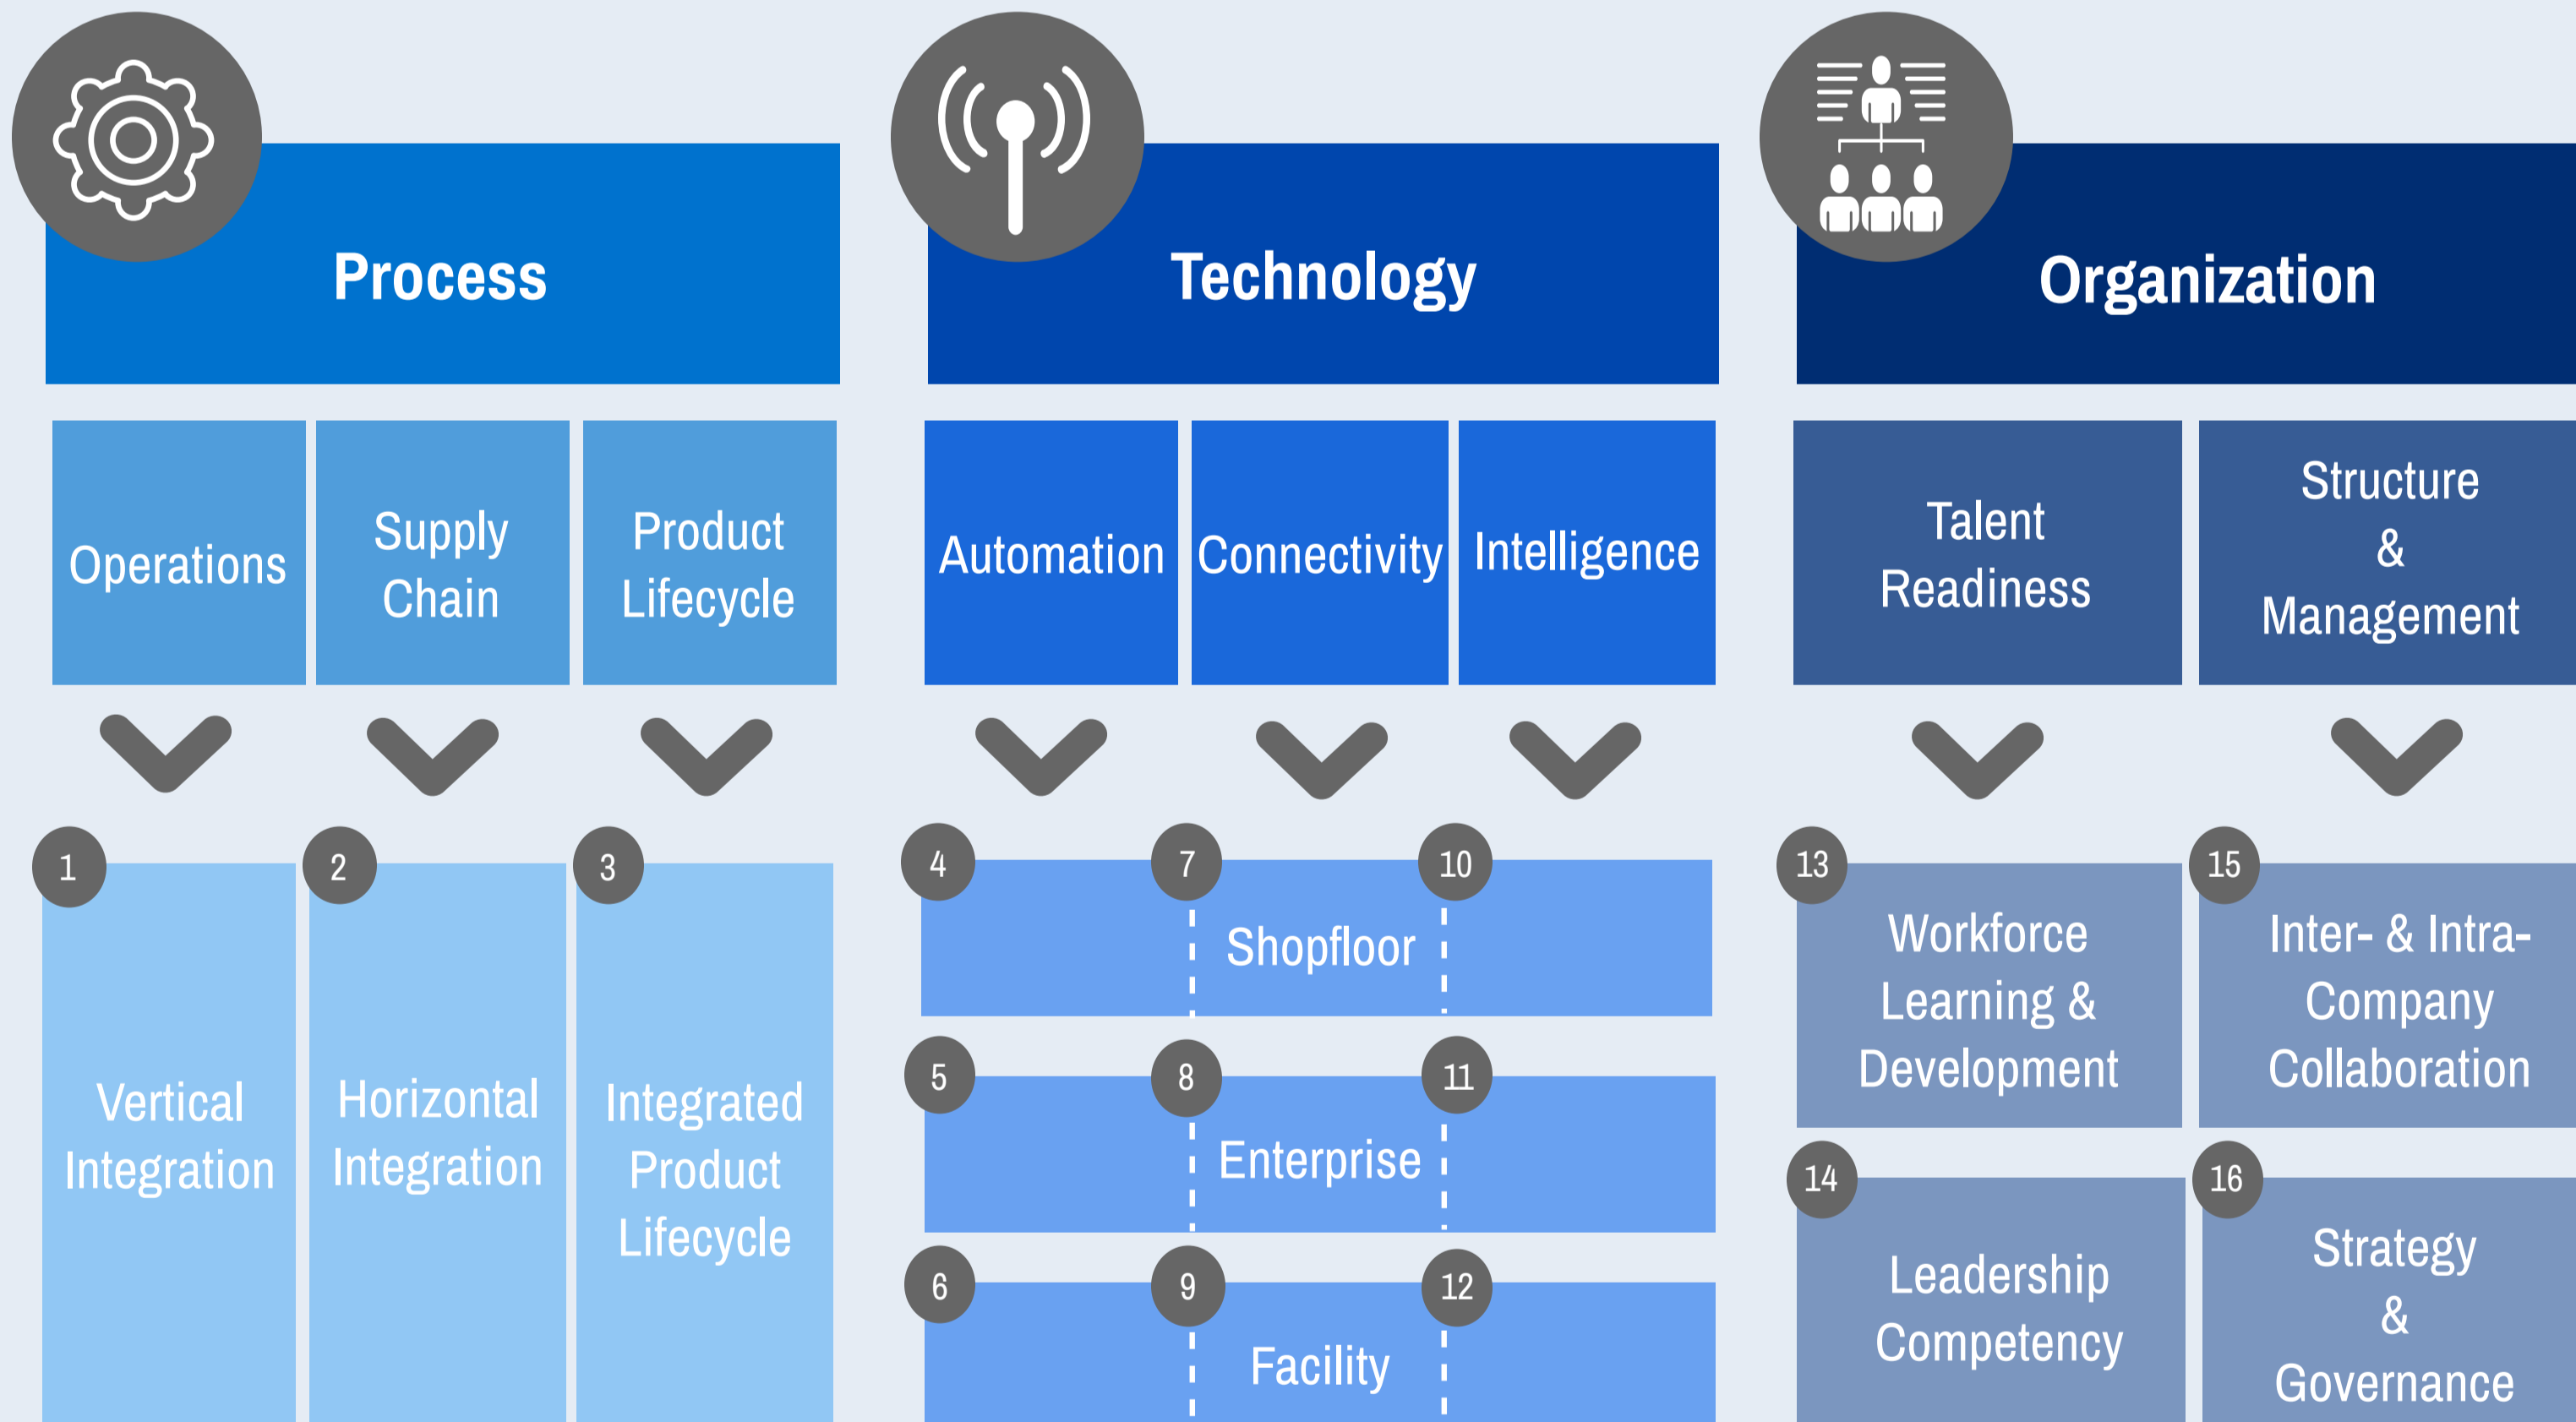 Process
Technology
Organization
Operations
Supply
Chain
Product
Lifecycle
Automation
Connectivity
Intelligence
Talent
Readiness
Structure
&
Management
1
Vertical
Integration
2
Horizontal
Integration
3
Integrated
Product
Lifecycle
4
7
10
Shopfloor
5
8
11
Enterprise
6
9
12
Facility
13
Workforce
Learning &
Development
15
Inter- & Intra-
Company
Collaboration
14
Leadership
Competency
16
Strategy
&
Governance